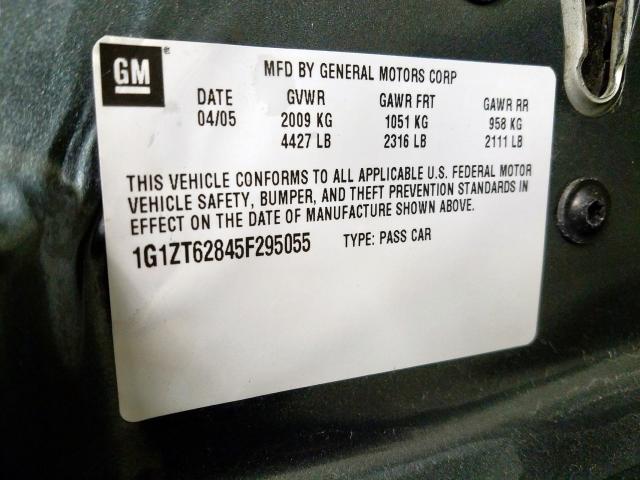 GM
MFD BY GENERAL MOTORS CORP
DATE GVWR GAWR FRT GAWR RR
04/05 2009 KG 1051 KG 958 KG
4427 LB 2316 LB 2111 LB
THIS VEHICLE CONFORMS TO ALL APPLICABLE U.S. FEDERAL MOTOR
VEHICLE SAFETY, BUMPER, AND THEFT PREVENTION STANDARDS IN
EFFECT ON THE DATE OF MANUFACTURE SHOWN ABOVE.
1G1ZT62845F295055 TYPE: PASS CAR